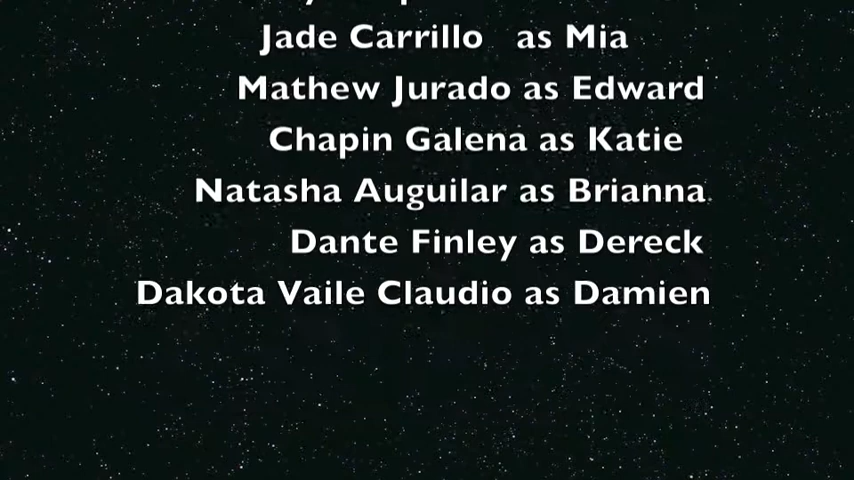 Jade Carrillo as Mia
Mathew Jurado as Edward
Chapin Galena as Katie
Natasha Auguilar as Brianna
Dante Finley as Dereck
Dakota Vaile Claudio as Damien